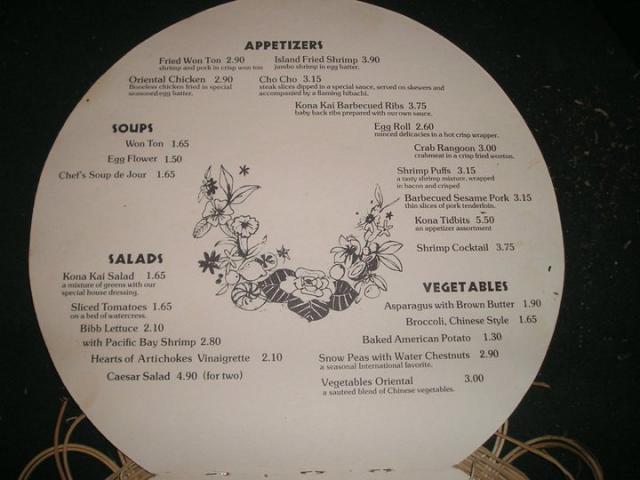 APPETIZERS
Fried Won Ton 2.90
shrimp and pork in crisp won ton
Island Fried Shrimp 3.90
jumbo shrimp in egg batter.
Oriental Chicken 2.90
Boneless chicken fried in special
seasoned egg batter.
Cho Cho 3.15
steak slices dipped in a special sauce, served on skewers and
accompanied by a flaming hibachi.
Kona Kai Barbecued Ribs 3.75
baby back ribs prepared with our own sauce.
Egg Roll 2.60
minced delicacies in a hot crisp wrapper.
Crab Rangoon 3.00
crabmeat in a crisp fried wonton.
Shrimp Puffs 3.15
a tasty shrimp mixture, wrapped
in bacon and crisped
Barbecued Sesame Pork 3.15
thin slices of pork tenderloin.
Kona Tidbits 5.50
an appetizer assortment
Shrimp Cocktail 3.75
SOUPS
Won Ton 1.65
Egg Flower 1.50
Chef's Soup de Jour 1.65
SALADS
Kona Kai Salad 1.65
a mixture of greens with our
special house dressing.
Sliced Tomatoes 1.65
on a bed of watercress.
Bibb Lettuce 2.10
with Pacific Bay Shrimp 2.80
Hearts of Artichokes Vinaigrette 2.10
Caesar Salad 4.90 (for two)
VEGETABLES
Asparagus with Brown Butter 1.90
Broccoli, Chinese Style 1.65
Baked American Potato 1.30
Snow Peas with Water Chestnuts 2.90
a seasonal International favorite.
Vegetables Oriental 3.00
a sauteed blend of Chinese vegetables.